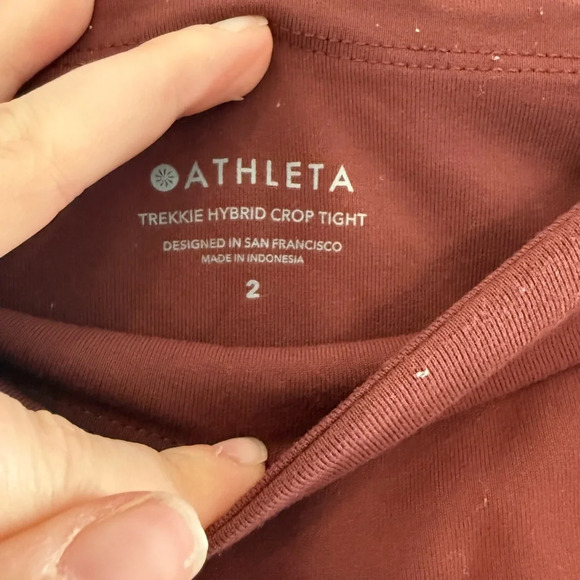 ATHLETA
TREKKIE HYBRID CROP TIGHT
DESIGNED IN SAN FRANCISCO
MADE IN INDONESIA
2